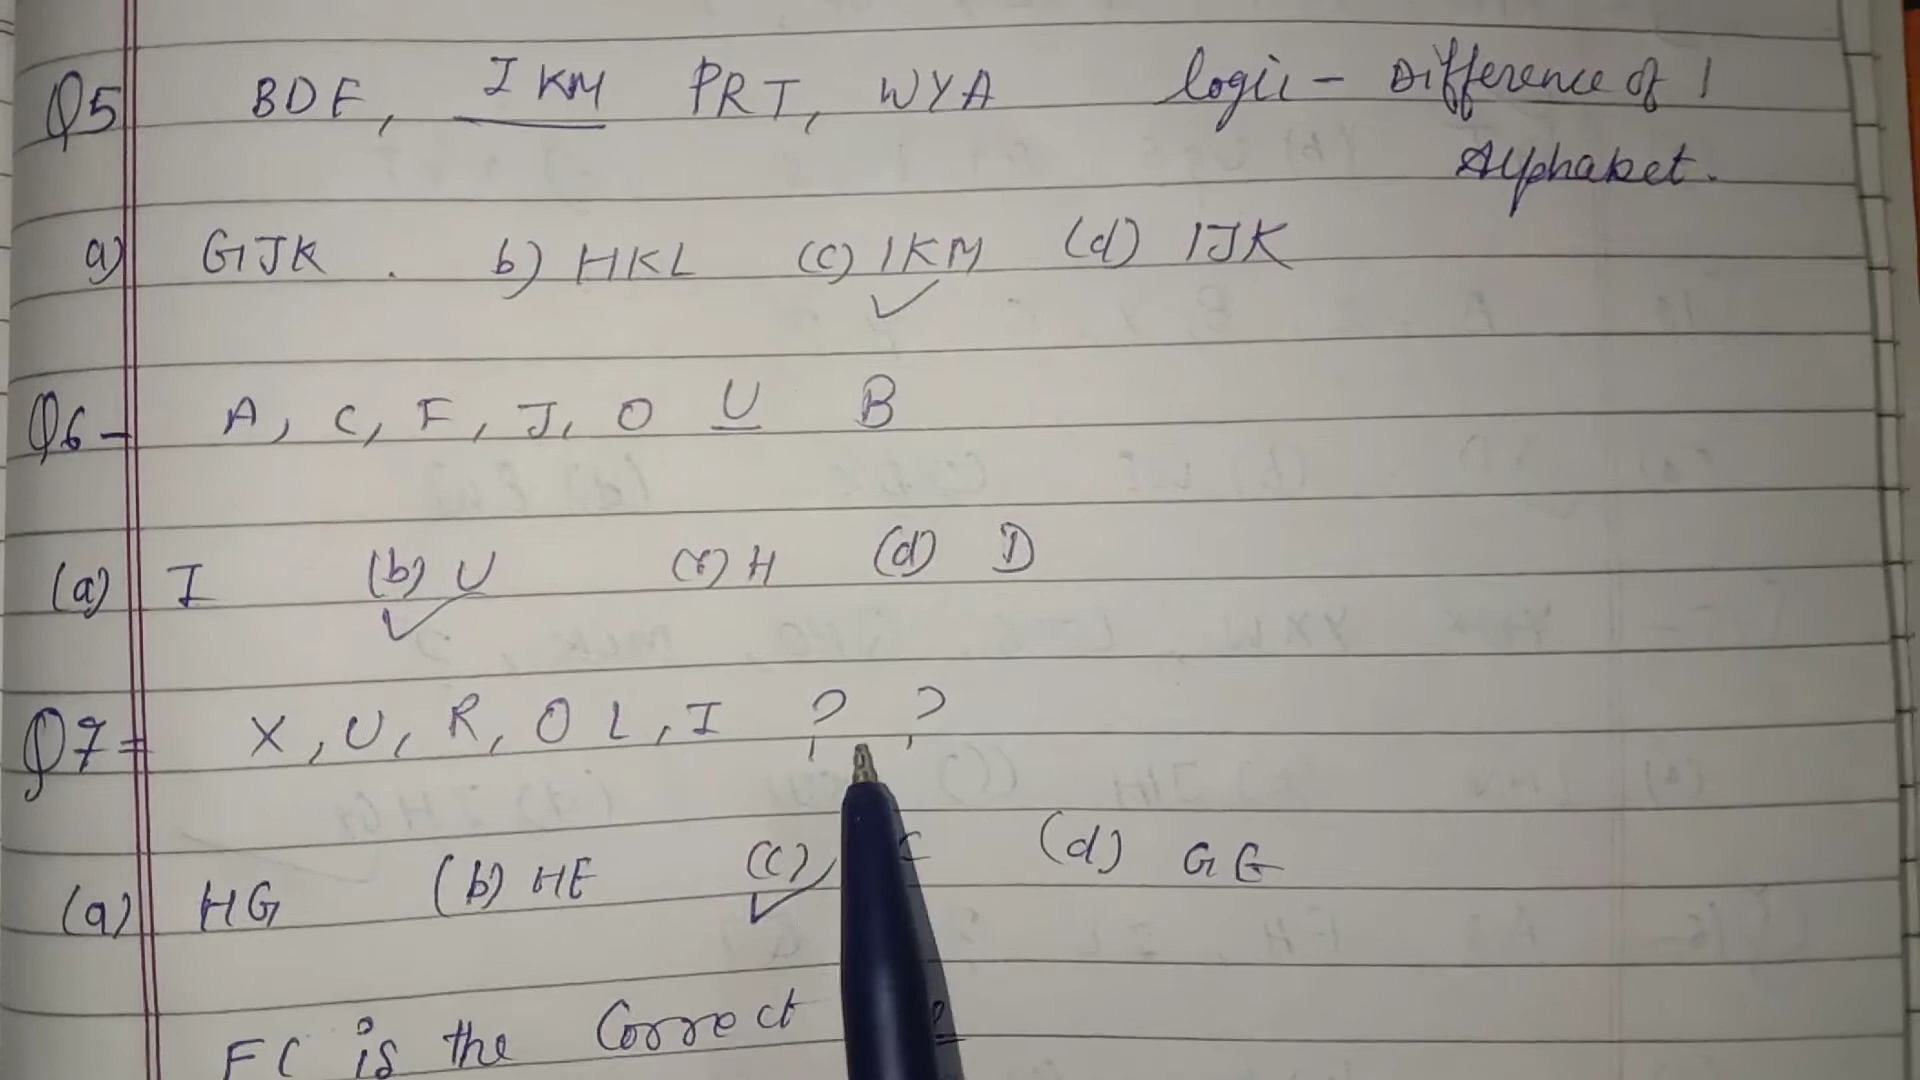 Q5 BDF, IKM PRT, WYA logic - Difference of 1
Alphabet.
a) GJK . b) HKL (c) IKM (d) IJK
Q6- A, C, F, J, O U B
(a) I (b) U (c) H (d) D
Q7= X, U, R, O L, I ? ?
(a) HG (b) HE (c) (d) GG
FC is the Correct